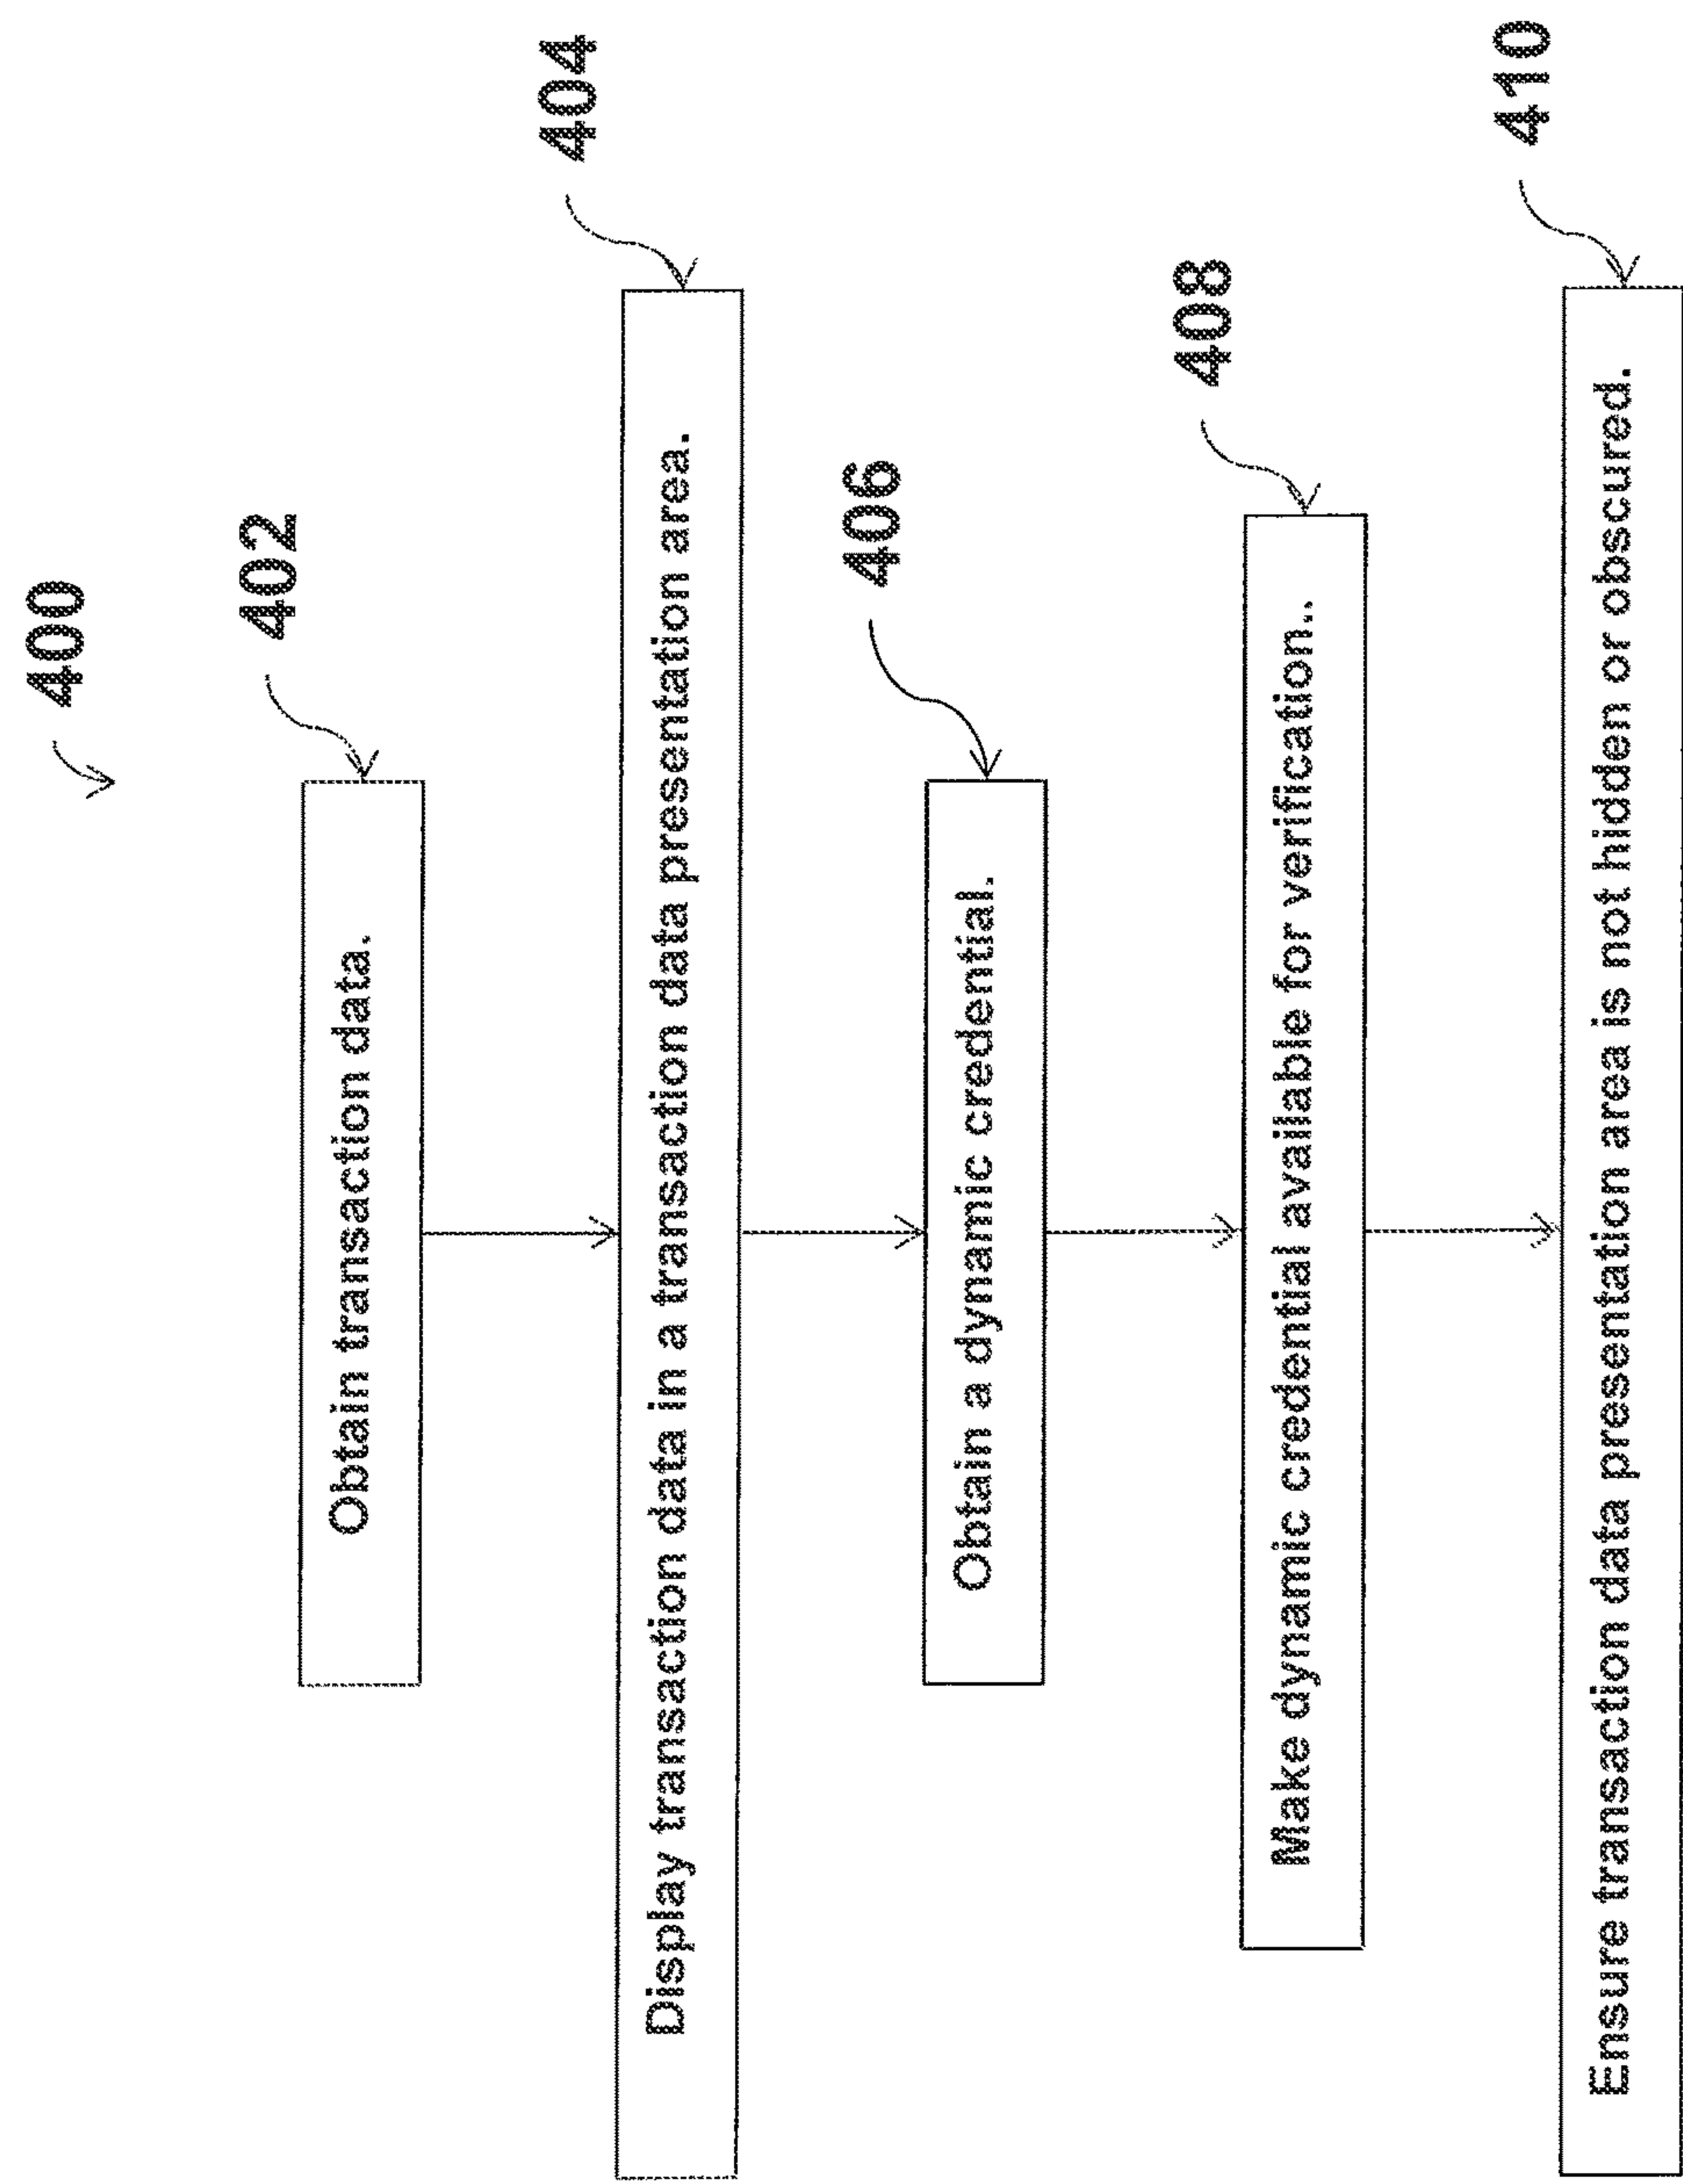 400
402
Obtain transaction data.
404
Display transaction data in a transaction data presentation area.
406
Obtain a dynamic credential.
408
Make dynamic credential available for verification..
410
Ensure transaction data presentation area is not hidden or obscured.